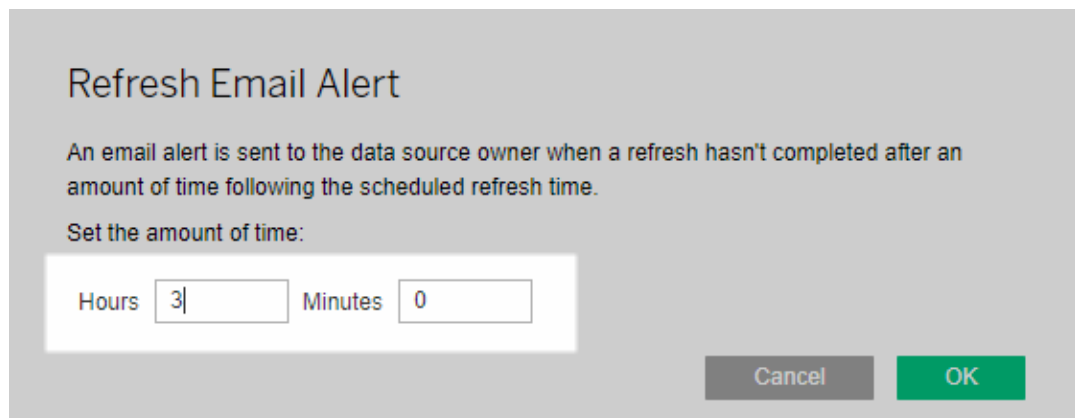 Refresh Email Alert
An email alert is sent to the data source owner when a refresh hasn't completed after an
amount of time following the scheduled refresh time.
Set the amount of time:
Hours 3 Minutes 0
Cancel OK